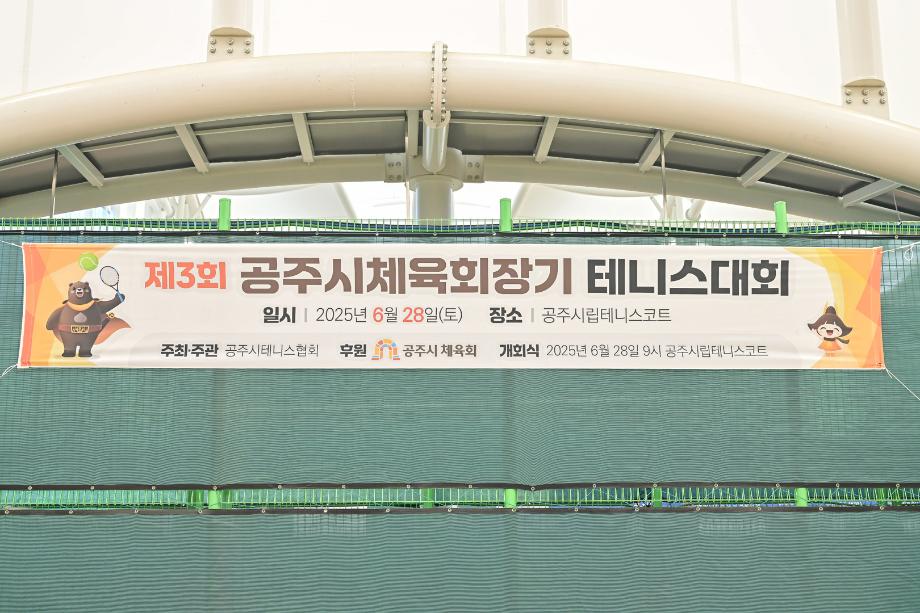 제3회 공주시체육회장기 테니스대회
일시 | 2025년 6월 28일(토) 장소 | 공주시립테니스코트
주최·주관 공주시테니스협회 후원 공주시 체육회 개회식 2025년 6월 28일 9시 공주시립테니스코트